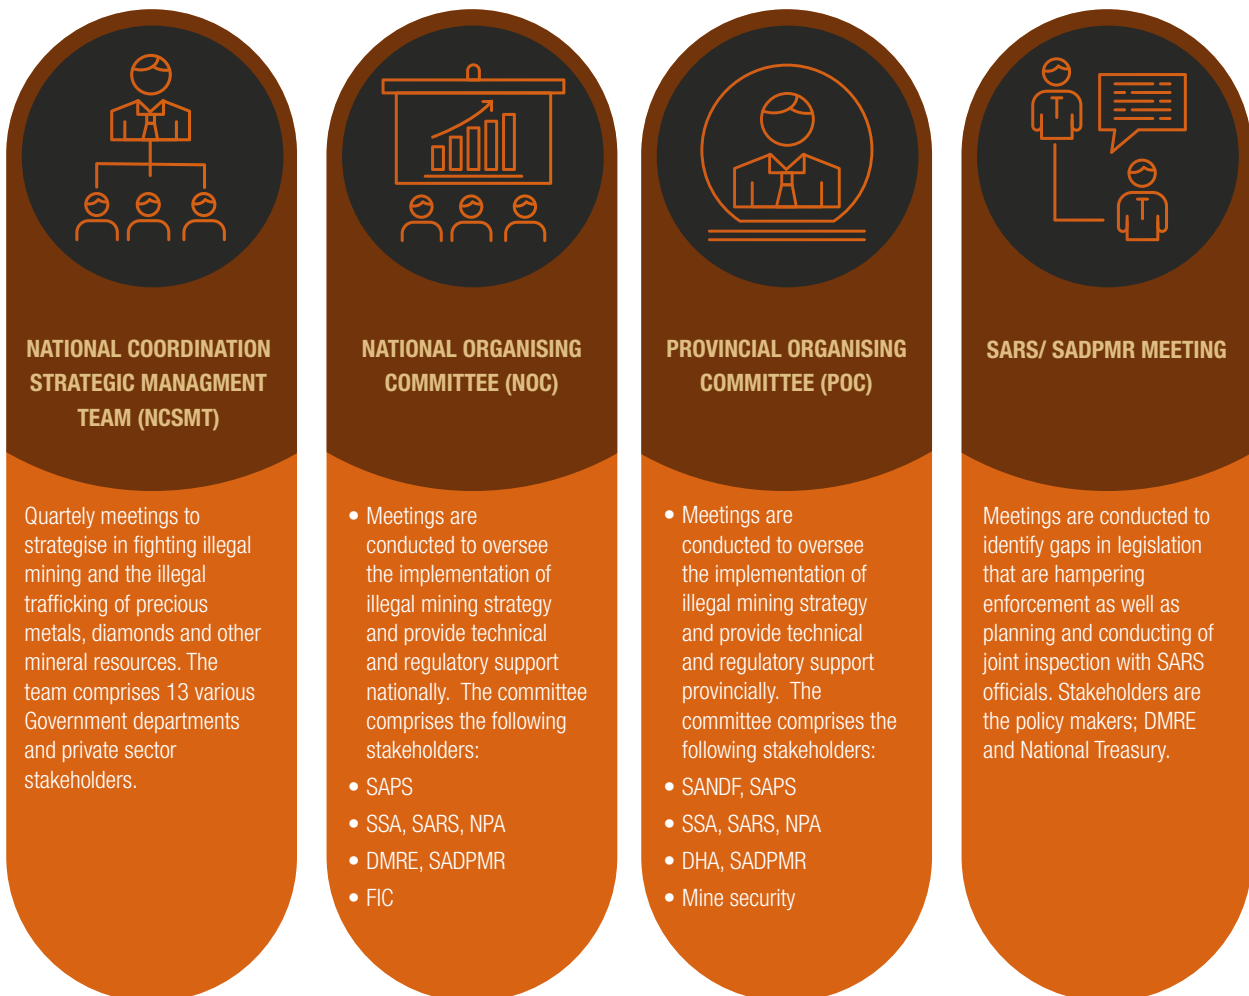 NATIONAL COORDINATION
STRATEGIC MANAGMENT
TEAM (NCSMT)
Quartely meetings to
strategise in fighting illegal
mining and the illegal
trafficking of precious
metals, diamonds and other
mineral resources. The
team comprises 13 various
Government departments
and private sector
stakeholders.
NATIONAL ORGANISING
COMMITTEE (NOC)
• Meetings are
conducted to oversee
the implementation of
illegal mining strategy
and provide technical
and regulatory support
nationally. The committee
comprises the following
stakeholders:
• SAPS
• SSA, SARS, NPA
• DMRE, SADPMR
• FIC
PROVINCIAL ORGANISING
COMMITTEE (POC)
• Meetings are
conducted to oversee
the implementation of
illegal mining strategy
and provide technical
and regulatory support
provincially. The
committee comprises the
following stakeholders:
• SANDF, SAPS
• SSA, SARS, NPA
• DHA, SADPMR
• Mine security
SARS/ SADPMR MEETING
Meetings are conducted to
identify gaps in legislation
that are hampering
enforcement as well as
planning and conducting of
joint inspection with SARS
officials. Stakeholders are
the policy makers; DMRE
and National Treasury.